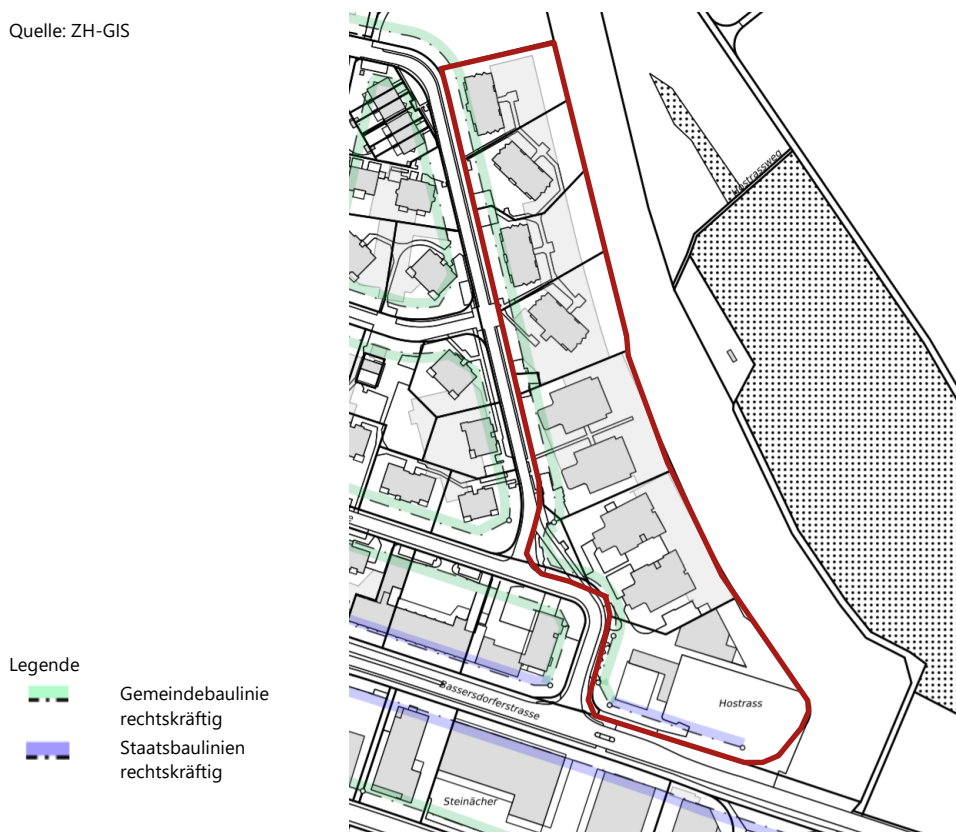 Quelle: ZH-GIS
Hostrassweg
Bassersdorferstrasse
Hostrass
Steinächer
Legende
Gemeindebaulinie
rechtskräftig
Staatsbaulinien
rechtskräftig